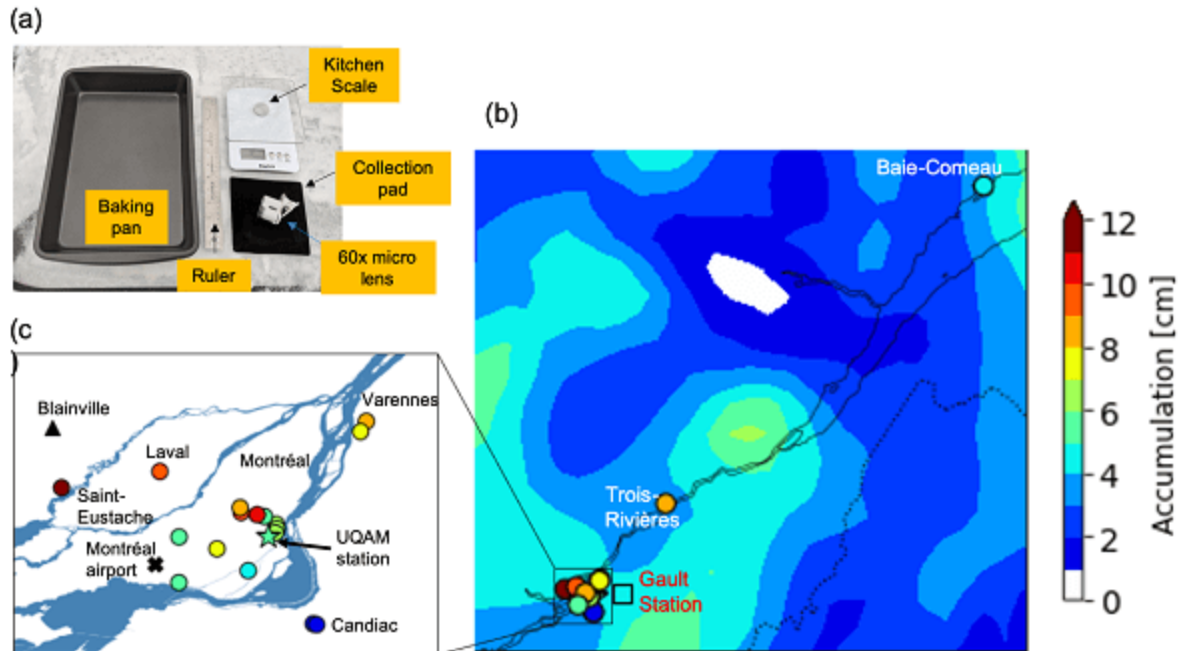 (a)
Kitchen
Scale
Collection
pad
Baking
pan
Ruler
60x micro
lens
(b)
Baie-Comeau
Trois-
Rivières
Gault
Station
12
10
8
6
4
2
0
Accumulation [cm]
(c
)
Blainville
Varennes
Laval
Montréal
Saint-
Eustache
UQAM
station
Montréal
airport
Candiac